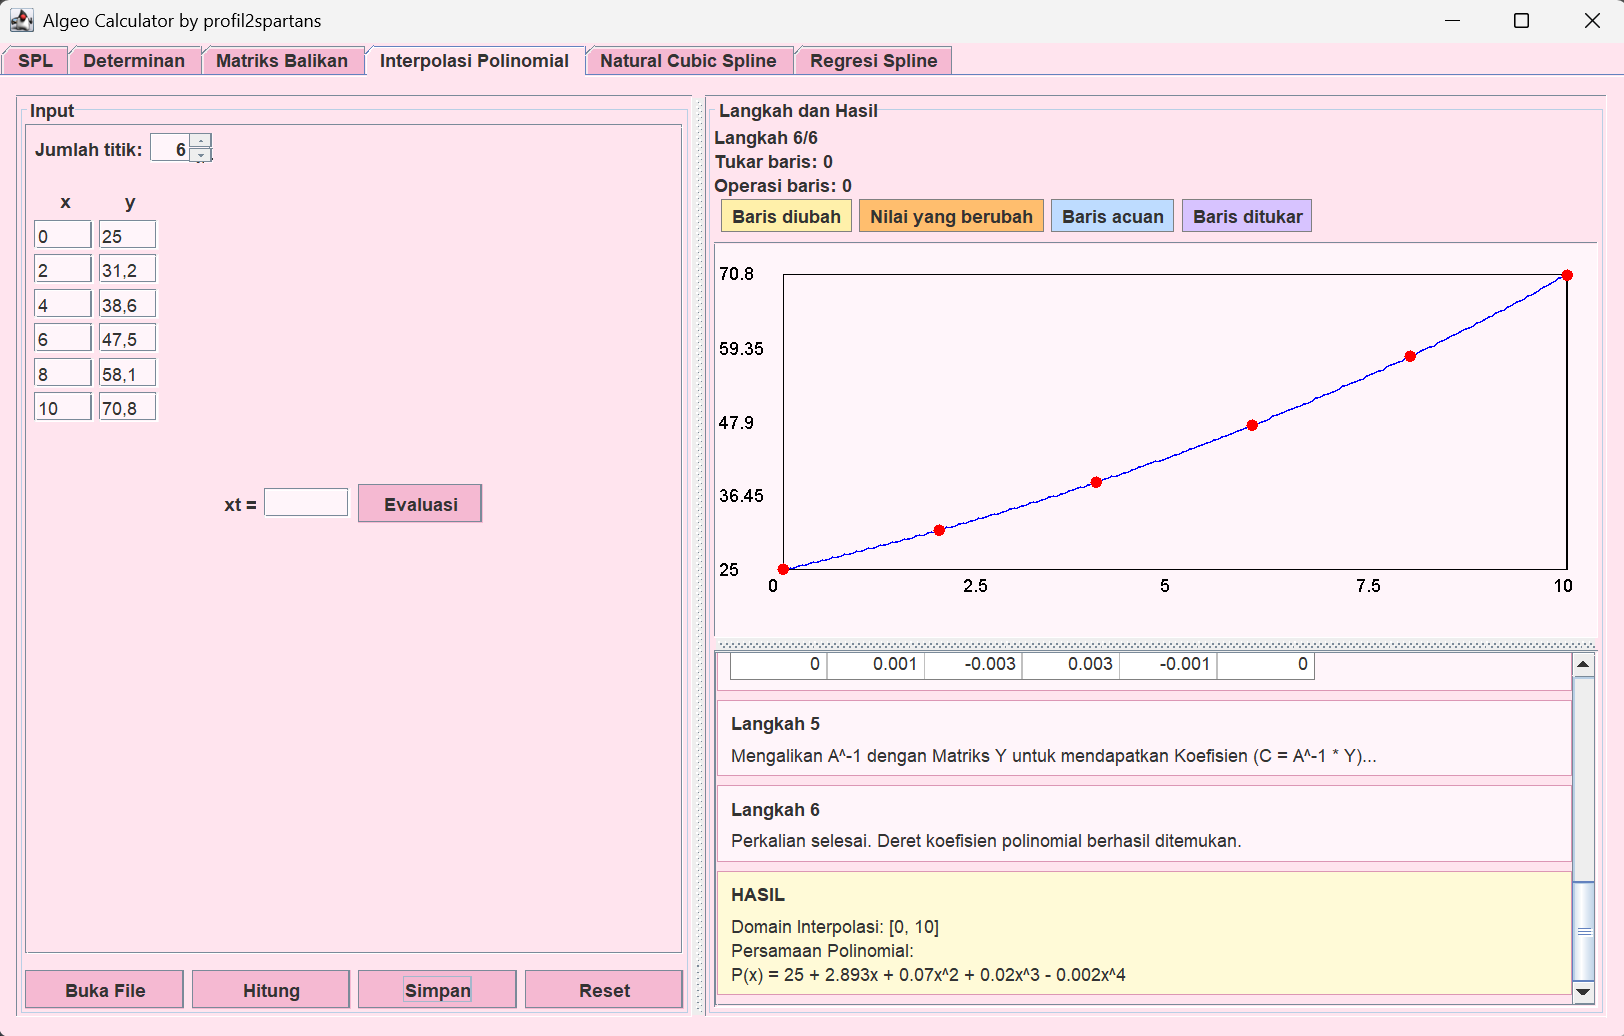 Algeo Calculator by profil2spartans
SPL Determinan Matriks Balikan Interpolasi Polinomial Natural Cubic Spline Regresi Spline
Input
Jumlah titik: 6
x y
0 25
2 31,2
4 38,6
6 47,5
8 58,1
10 70,8
xt = Evaluasi
Buka File Hitung Simpan Reset
Langkah dan Hasil
Langkah 6/6
Tukar baris: 0
Operasi baris: 0
Baris diubah Nilai yang berubah Baris acuan Baris ditukar
70.8
59.35
47.9
36.45
25
0 2.5 5 7.5 10
0 0.001 -0.003 0.003 -0.001 0
Langkah 5
Mengalikan A^-1 dengan Matriks Y untuk mendapatkan Koefisien (C = A^-1 * Y)...
Langkah 6
Perkalian selesai. Deret koefisien polinomial berhasil ditemukan.
HASIL
Domain Interpolasi: [0, 10]
Persamaan Polinomial:
P(x) = 25 + 2.893x + 0.07x^2 + 0.02x^3 - 0.002x^4